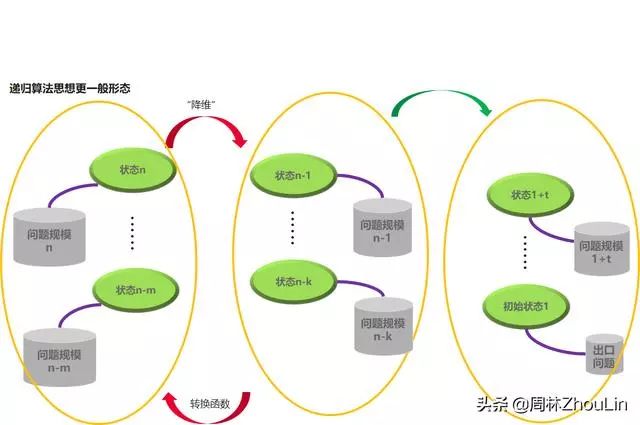 递归算法思想更一般形态
“降维”
状态n
问题规模
n
状态n-m
问题规模
n-m
状态n-1
问题规模
n-1
状态n-k
问题规模
n-k
状态1+t
问题规模
1+t
初始状态1
出口
问题
转换函数
头条 @周林ZhouLin